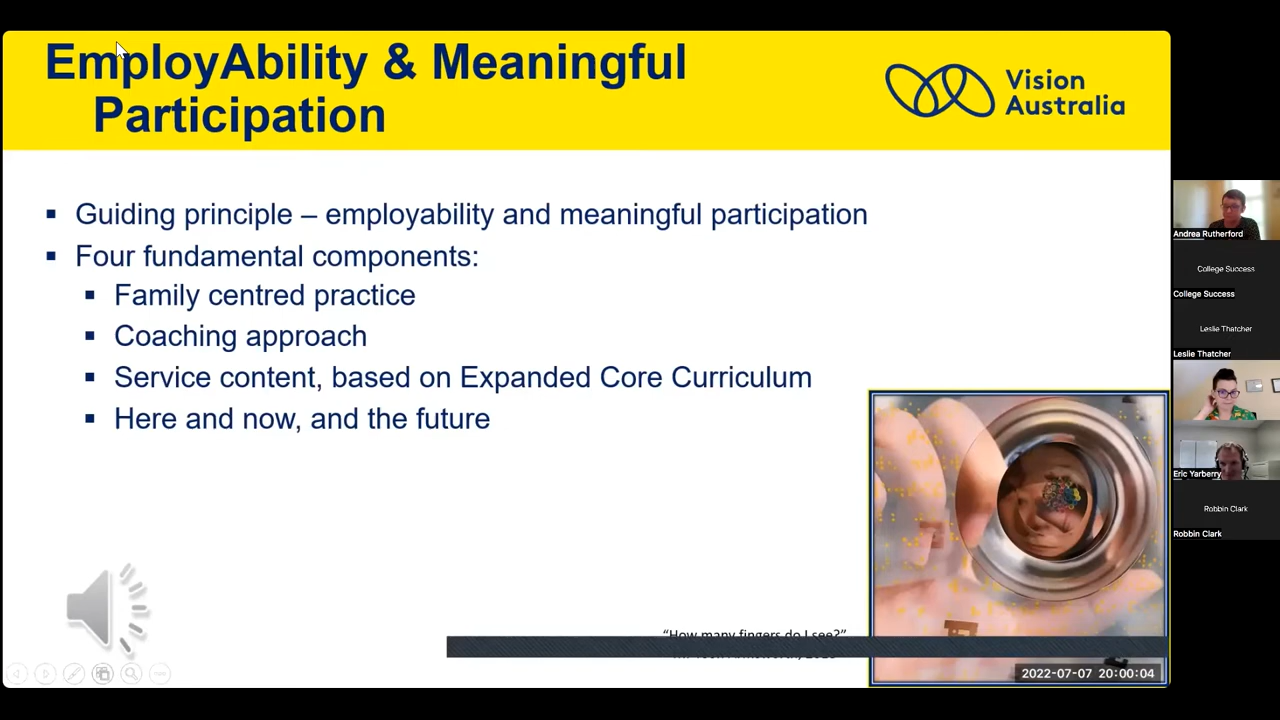 EmployAbility & Meaningful
Participation
Vision
Australia
▪ Guiding principle – employability and meaningful participation
▪ Four fundamental components:
▪ Family centred practice
▪ Coaching approach
▪ Service content, based on Expanded Core Curriculum
▪ Here and now, and the future
“How many fingers do I see?”
2022-07-07 20:00:04
Andrea Rutherford
College Success
College Success
Leslie Thatcher
Leslie Thatcher
Eric Yarberry
Robbin Clark
Robbin Clark